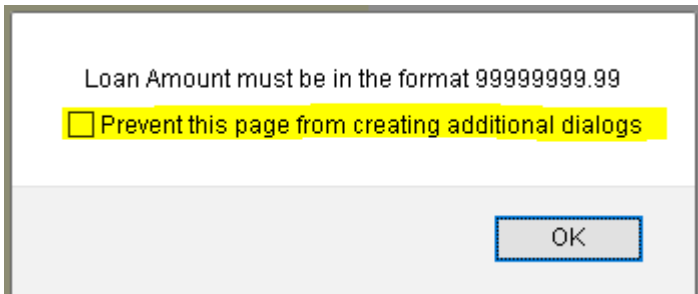 Loan Amount must be in the format 99999999.99
Prevent this page from creating additional dialogs
OK